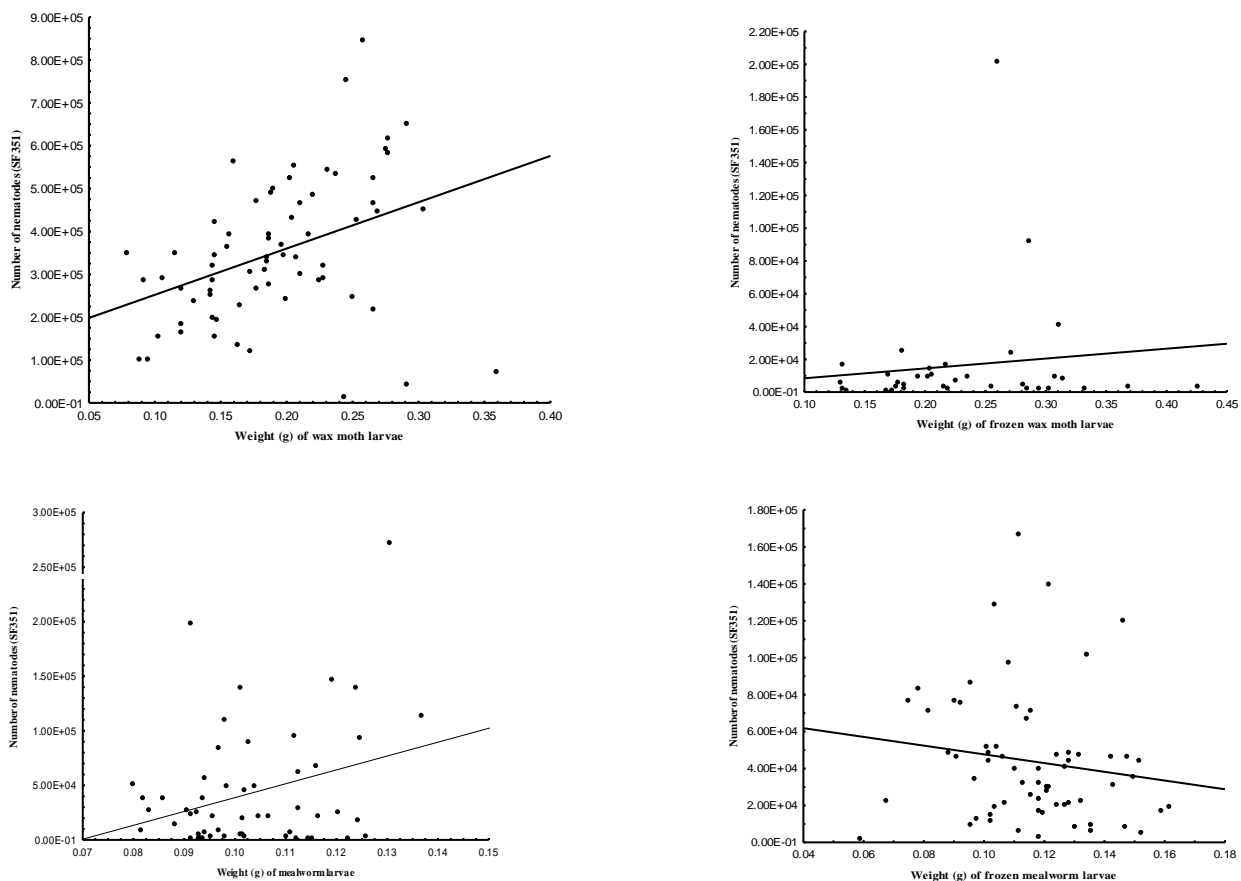 9.00E+05
8.00E+05
7.00E+05
6.00E+05
5.00E+05
4.00E+05
3.00E+05
2.00E+05
1.00E+05
0.00E-01
Number of nematodes (SF351)
0.05 0.10 0.15 0.20 0.25 0.30 0.35 0.40
Weight (g) of wax moth larvae
2.20E+05
2.00E+05
1.80E+05
1.60E+05
1.40E+05
1.20E+05
1.00E+05
8.00E+04
6.00E+04
4.00E+04
2.00E+04
0.00E-01
Number of nematodes (SF351)
0.10 0.15 0.20 0.25 0.30 0.35 0.40 0.45
Weight (g) of frozen wax moth larvae
3.00E+05
2.50E+05
2.00E+05
1.50E+05
1.00E+05
5.00E+04
0.00E-01
Number of nematodes (SF351)
0.07 0.08 0.09 0.10 0.11 0.12 0.13 0.14 0.15
Weight (g) of mealworm larvae
1.80E+05
1.60E+05
1.40E+05
1.20E+05
1.00E+05
8.00E+04
6.00E+04
4.00E+04
2.00E+04
0.00E-01
Number of nematodes (SF351)
0.04 0.06 0.08 0.10 0.12 0.14 0.16 0.18
Weight (g) of frozen mealworm larvae